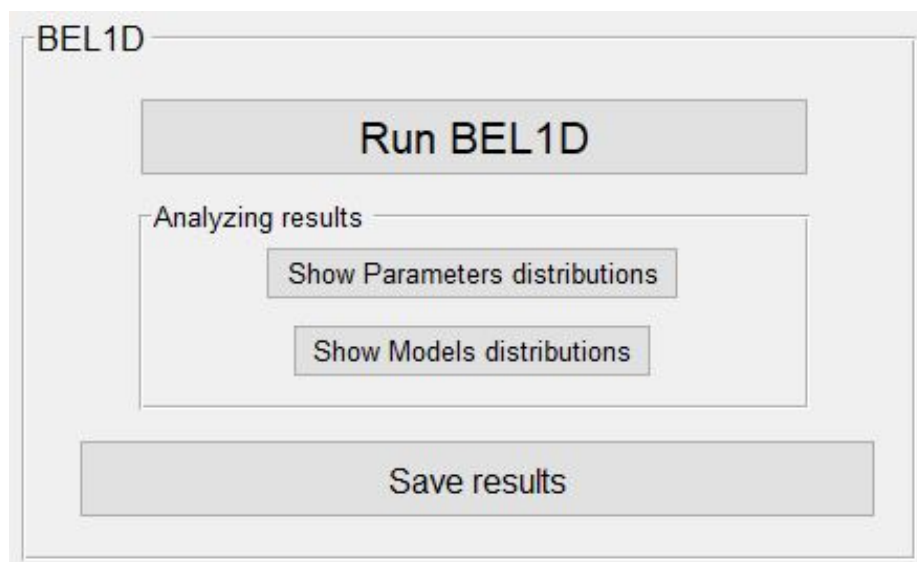 BEL1D
Run BEL1D
Analyzing results
Show Parameters distributions
Show Models distributions
Save results